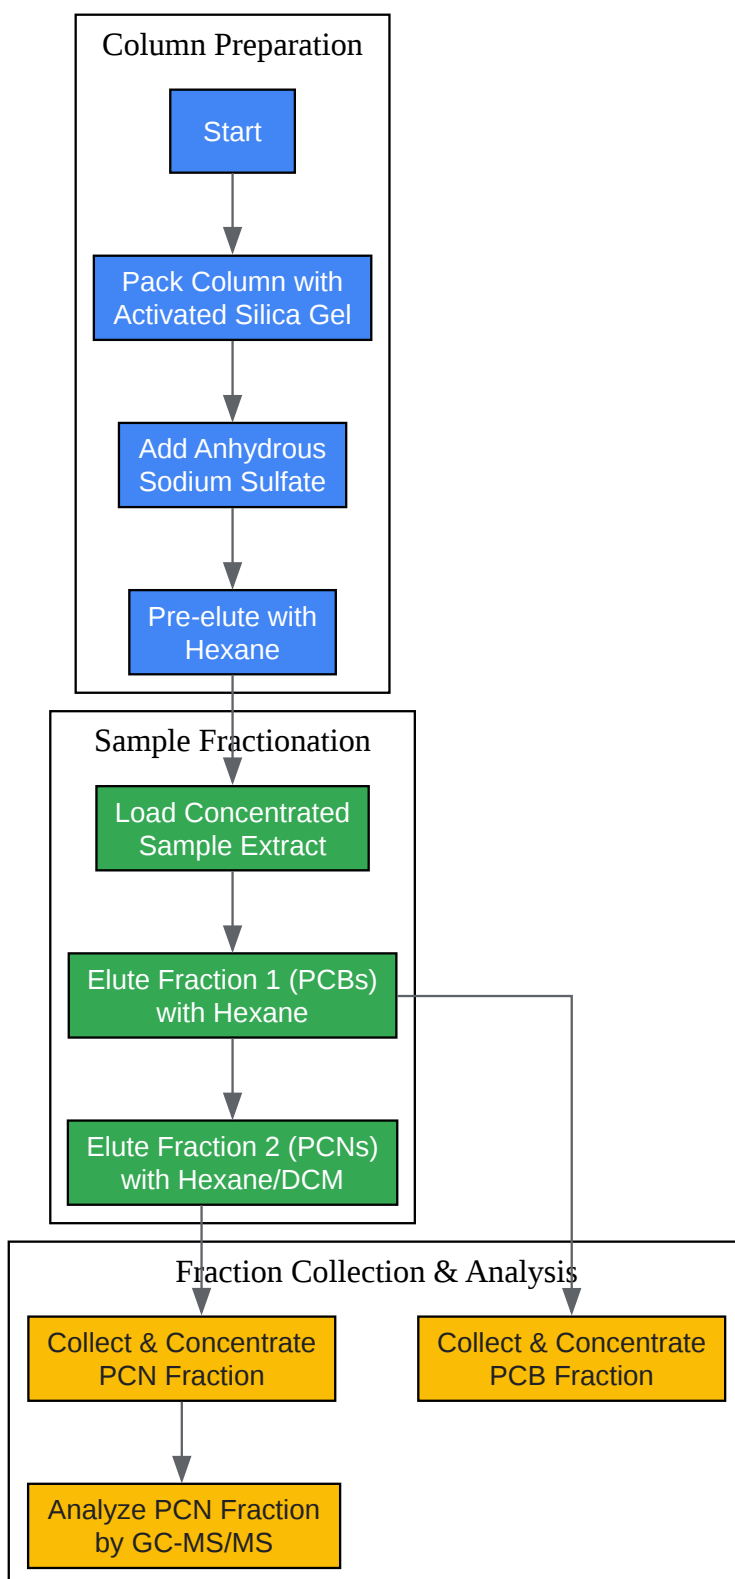 Column Preparation
Start
Pack Column with
Activated Silica Gel
Add Anhydrous
Sodium Sulfate
Pre-elute with
Hexane
Sample Fractionation
Load Concentrated
Sample Extract
Elute Fraction 1 (PCBs)
with Hexane
Elute Fraction 2 (PCNs)
with Hexane/DCM
Fraction Collection & Analysis
Collect & Concentrate
PCN Fraction
Collect & Concentrate
PCB Fraction
Analyze PCN Fraction
by GC-MS/MS